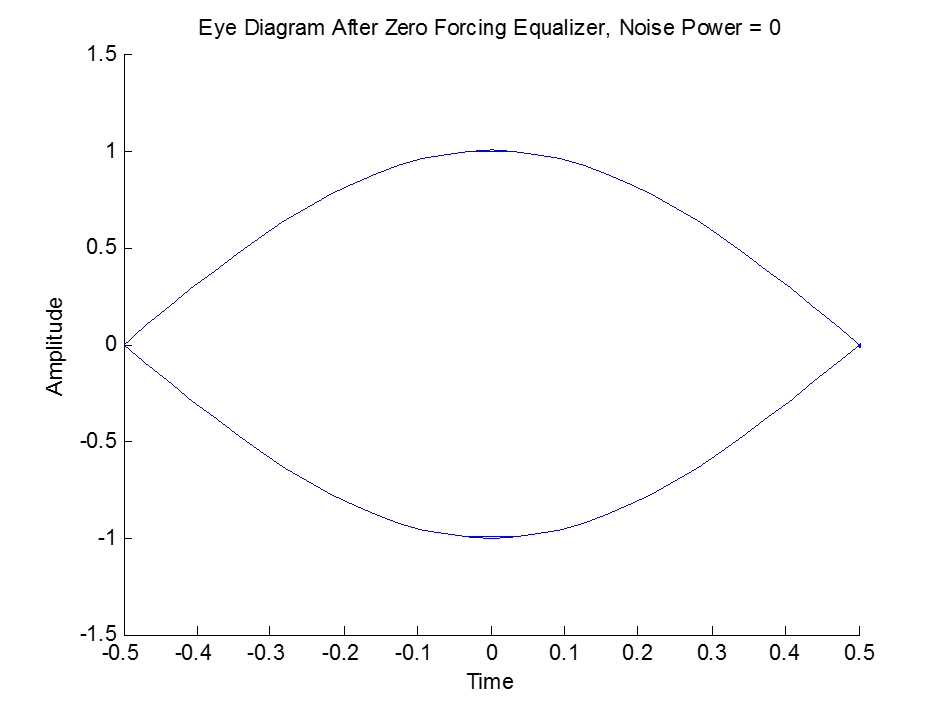 Eye Diagram After Zero Forcing Equalizer, Noise Power = 0
1.5
1
0.5
0
-0.5
-1
-1.5
Amplitude
-0.5 -0.4 -0.3 -0.2 -0.1 0 0.1 0.2 0.3 0.4 0.5
Time